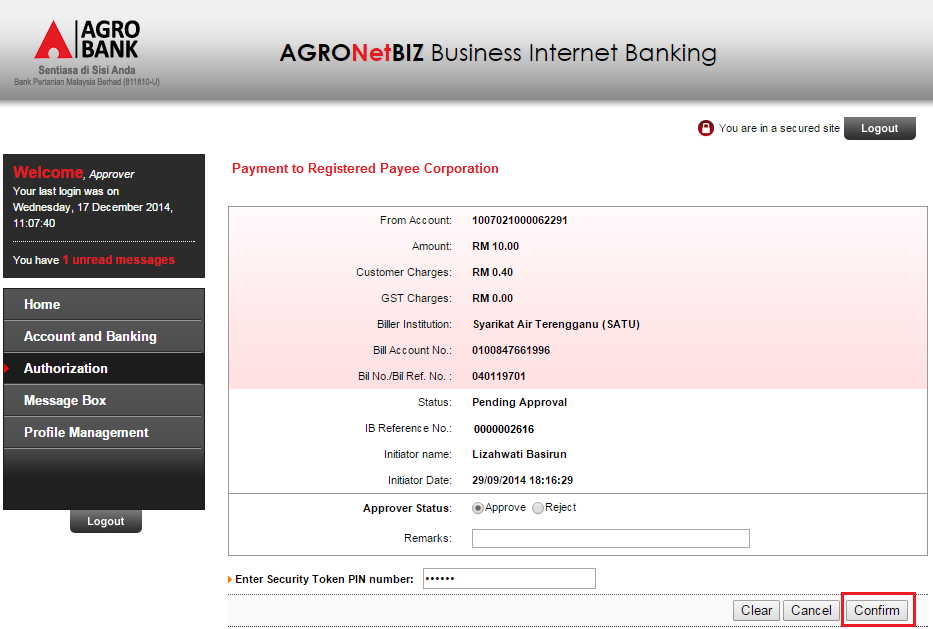 AGRO
BANK
Sentiasa di Sisi Anda
Bank Pertanian Malaysia Berhad (811810-U)
AGRONetBIZ Business Internet Banking
You are in a secured site
Logout
Welcome, Approver
Your last login was on
Wednesday, 17 December 2014,
11:07:40
You have 1 unread messages
Home
Account and Banking
Authorization
Message Box
Profile Management
Logout
Payment to Registered Payee Corporation
From Account: 1007021000062291
Amount: RM 10.00
Customer Charges: RM 0.40
GST Charges: RM 0.00
Biller Institution: Syarikat Air Terengganu (SATU)
Bill Account No.: 0100847661996
Bil No./Bil Ref. No. : 040119701
Status: Pending Approval
IB Reference No.: 0000002616
Initiator name: Lizahwati Basirun
Initiator Date: 29/09/2014 18:16:29
Approver Status: Approve Reject
Remarks:
Enter Security Token PIN number: ••••••
Clear Cancel Confirm